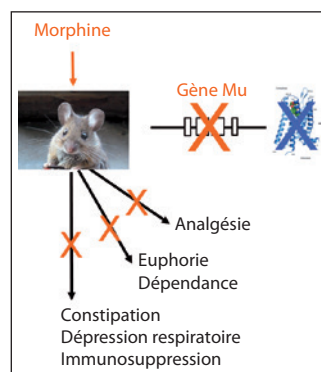 Morphine
Gène Mu
Analgésie
Euphorie
Dépendance
Constipation
Dépression respiratoire
Immunosuppression